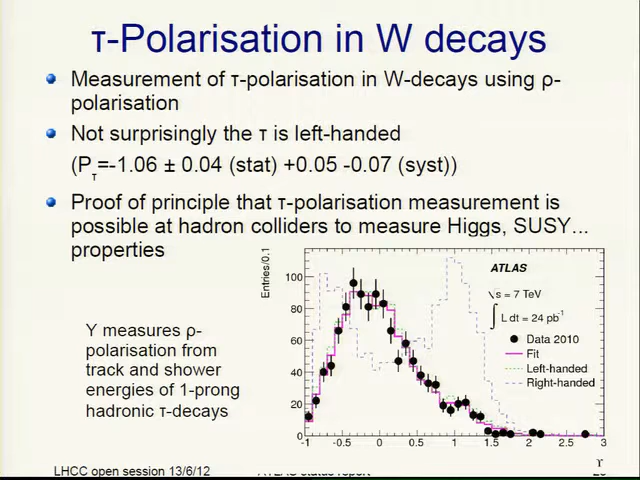 τ-Polarisation in W decays
Measurement of τ-polarisation in W-decays using ρ-
polarisation
Not surprisingly the τ is left-handed
(Pτ=-1.06 ± 0.04 (stat) +0.05 -0.07 (syst))
Proof of principle that τ-polarisation measurement is
possible at hadron colliders to measure Higgs, SUSY...
properties
ϒ measures ρ-
polarisation from
track and shower
energies of 1-prong
hadronic τ-decays
Entries/0.1
100
80
60
40
20
0
ATLAS
√s = 7 TeV
∫ L dt = 24 pb-1
Data 2010
Fit
Left-handed
Right-handed
-1 -0.5 0 0.5 1 1.5 2 2.5 3
ϒ
LHCC open session 13/6/12
ATLAS status report